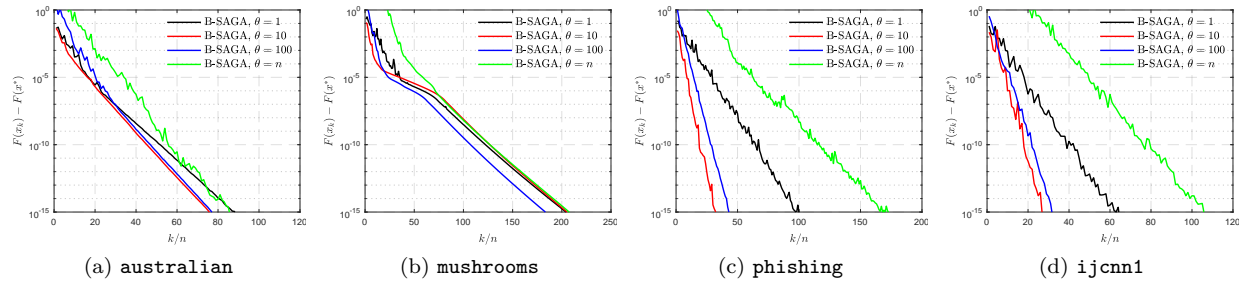 10^0
10^-5
10^-10
10^-15
F(x_k) − F(x*)
0 20 40 60 80 100 120
k/n
B-SAGA, θ = 1
B-SAGA, θ = 10
B-SAGA, θ = 100
B-SAGA, θ = n
(a) australian
10^0
10^-5
10^-10
10^-15
F(x_k) − F(x*)
0 50 100 150 200 250
k/n
B-SAGA, θ = 1
B-SAGA, θ = 10
B-SAGA, θ = 100
B-SAGA, θ = n
(b) mushrooms
10^0
10^-5
10^-10
10^-15
F(x_k) − F(x*)
0 50 100 150 200
k/n
B-SAGA, θ = 1
B-SAGA, θ = 10
B-SAGA, θ = 100
B-SAGA, θ = n
(c) phishing
10^0
10^-5
10^-10
10^-15
F(x_k) − F(x*)
0 20 40 60 80 100 120
k/n
B-SAGA, θ = 1
B-SAGA, θ = 10
B-SAGA, θ = 100
B-SAGA, θ = n
(d) ijcnn1